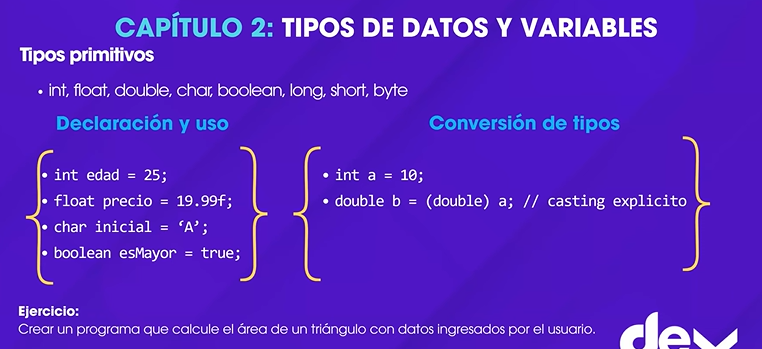 CAPÍTULO 2: TIPOS DE DATOS Y VARIABLES
Tipos primitivos
• int, float, double, char, boolean, long, short, byte
Declaración y uso
• int edad = 25;
• float precio = 19.99f;
• char inicial = ‘A’;
• boolean esMayor = true;
Conversión de tipos
• int a = 10;
• double b = (double) a; // casting explicito
Ejercicio:
Crear un programa que calcule el área de un triángulo con datos ingresados por el usuario.
dex